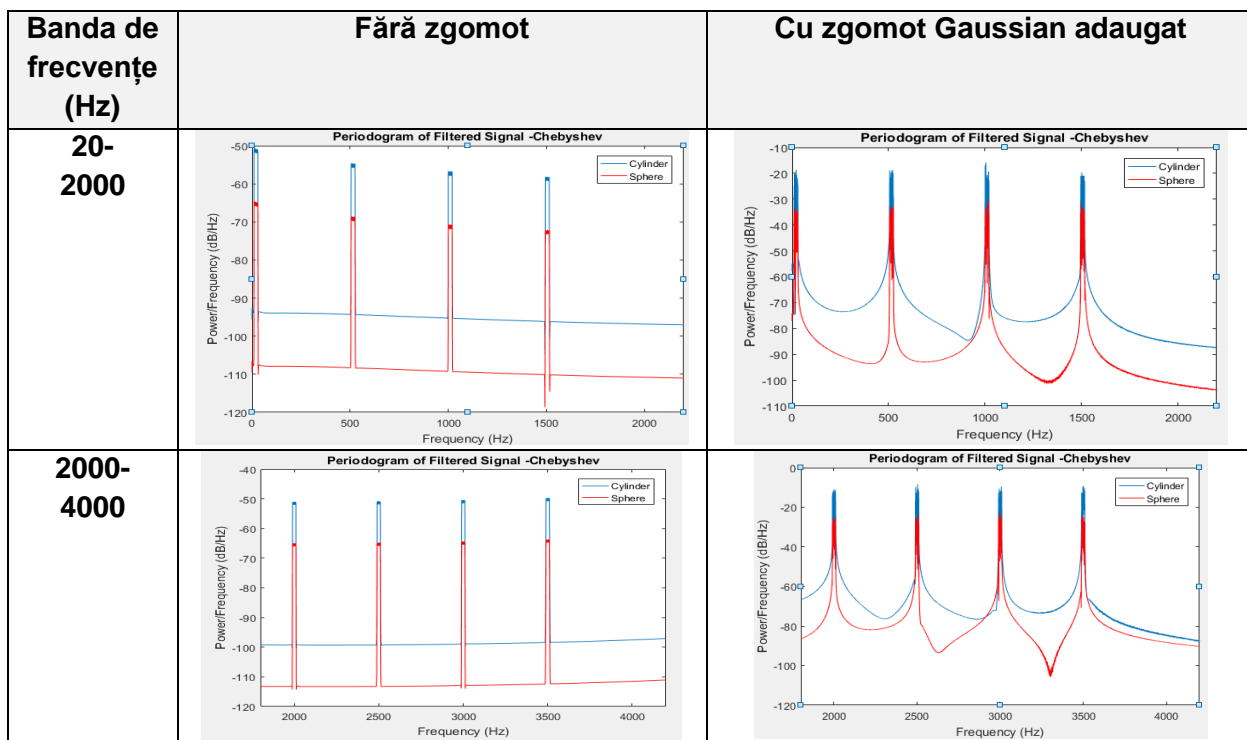 Banda de
frecvențe
(Hz)
Fără zgomot
Cu zgomot Gaussian adaugat
20-
2000
Periodogram of Filtered Signal -Chebyshev
Power/Frequency (dB/Hz)
-50
-60
-70
-80
-90
-100
-110
-120
0
500
1000
1500
2000
Frequency (Hz)
Cylinder
Sphere
Periodogram of Filtered Signal -Chebyshev
Power/Frequency (dB/Hz)
-10
-20
-30
-40
-50
-60
-70
-80
-90
-100
-110
0
500
1000
1500
2000
Frequency (Hz)
Cylinder
Sphere
2000-
4000
Periodogram of Filtered Signal -Chebyshev
Power/Frequency (dB/Hz)
-40
-50
-60
-70
-80
-90
-100
-110
-120
2000
2500
3000
3500
4000
Frequency (Hz)
Cylinder
Sphere
Periodogram of Filtered Signal -Chebyshev
Power/Frequency (dB/Hz)
0
-20
-40
-60
-80
-100
-120
2000
2500
3000
3500
4000
Frequency (Hz)
Cylinder
Sphere